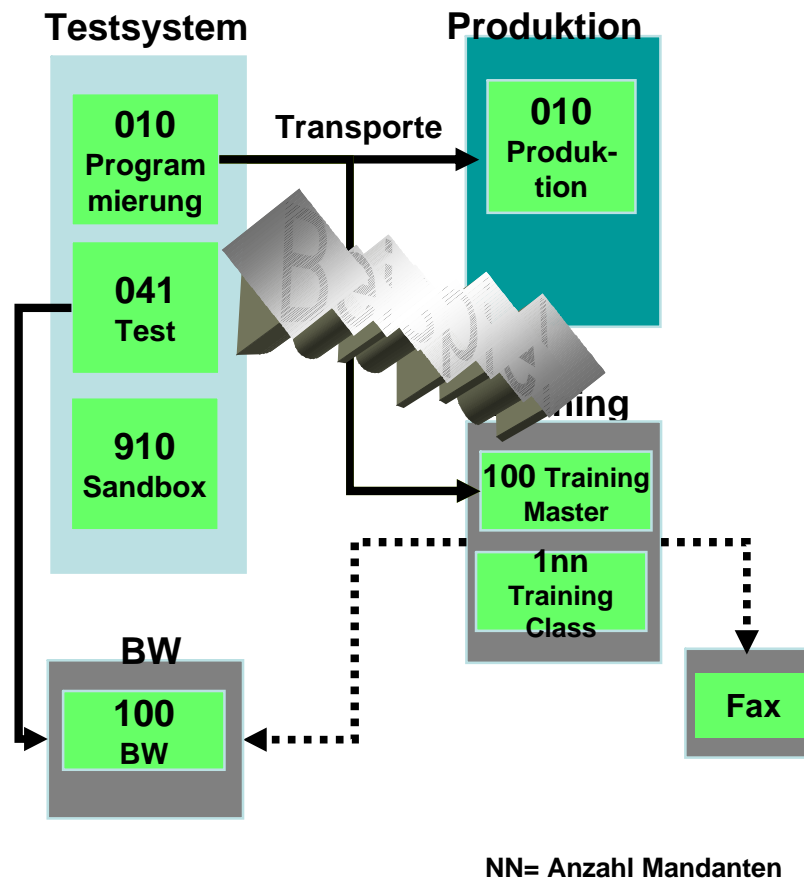 Testsystem
Produktion
010
Program
mierung
Transporte
010
Produk-
tion
041
Test
Beispiel
910
Sandbox
ning
100 Training
Master
1nn
Training
Class
BW
100
BW
Fax
NN= Anzahl Mandanten